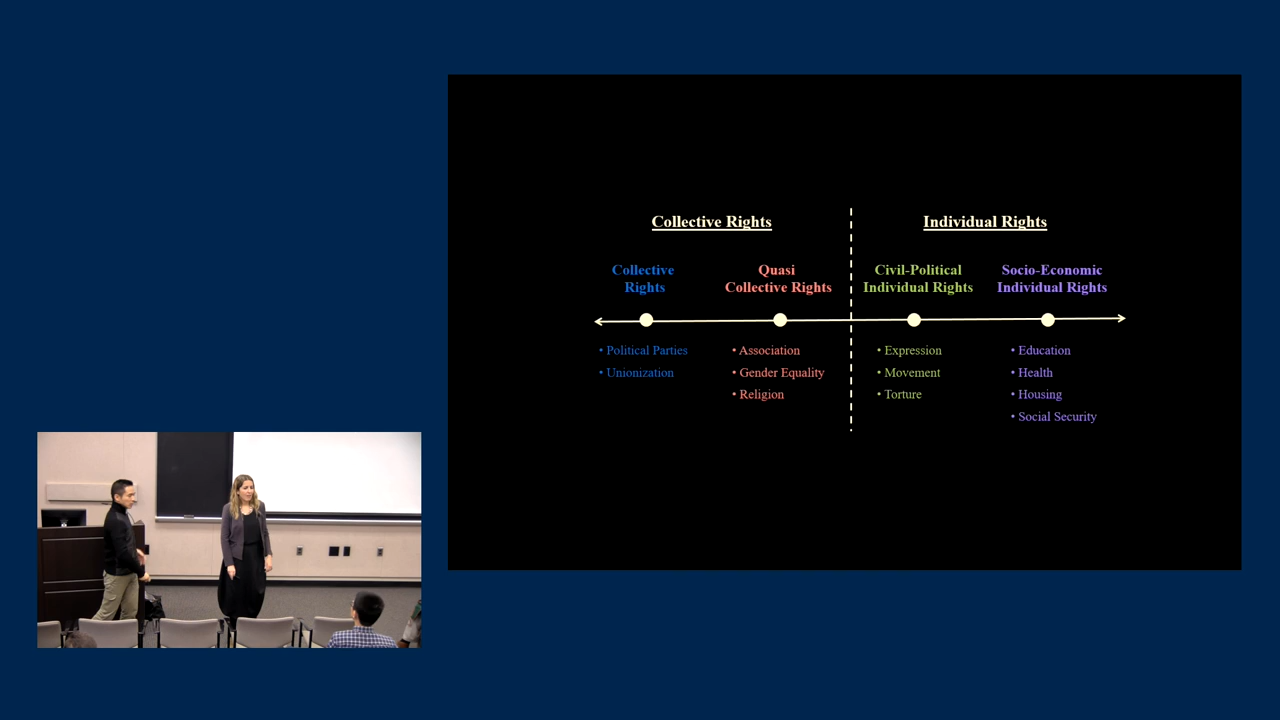 Collective Rights
Individual Rights
Collective
Rights
Quasi
Collective Rights
Civil-Political
Individual Rights
Socio-Economic
Individual Rights
• Political Parties
• Unionization
• Association
• Gender Equality
• Religion
• Expression
• Movement
• Torture
• Education
• Health
• Housing
• Social Security